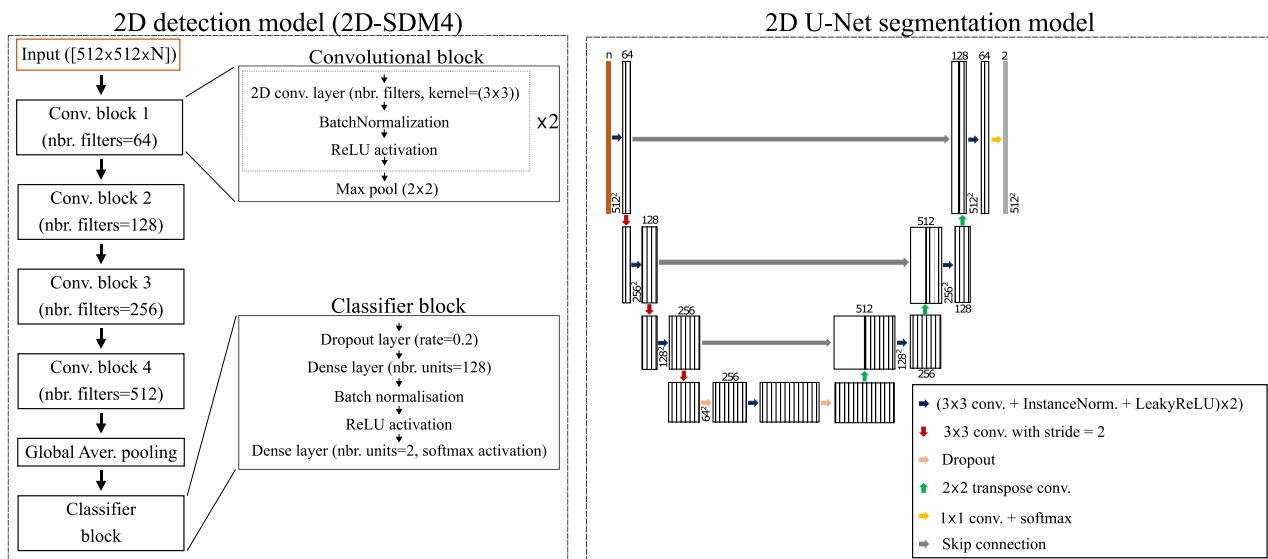 2D detection model (2D-SDM4)
Input ([512x512xN])
Conv. block 1
(nbr. filters=64)
Conv. block 2
(nbr. filters=128)
Conv. block 3
(nbr. filters=256)
Conv. block 4
(nbr. filters=512)
Global Aver. pooling
Classifier
block
Convolutional block
2D conv. layer (nbr. filters, kernel=(3x3))
BatchNormalization
ReLU activation
x2
Max pool (2x2)
Classifier block
Dropout layer (rate=0.2)
Dense layer (nbr. units=128)
Batch normalisation
ReLU activation
Dense layer (nbr. units=2, softmax activation)
2D U-Net segmentation model
n 64 128 64 2
512² 512² 512²
128 512
256² 256² 128
256 512
128² 128² 256
256
64²
(3x3 conv. + InstanceNorm. + LeakyReLU)x2)
3x3 conv. with stride = 2
Dropout
2x2 transpose conv.
1x1 conv. + softmax
Skip connection